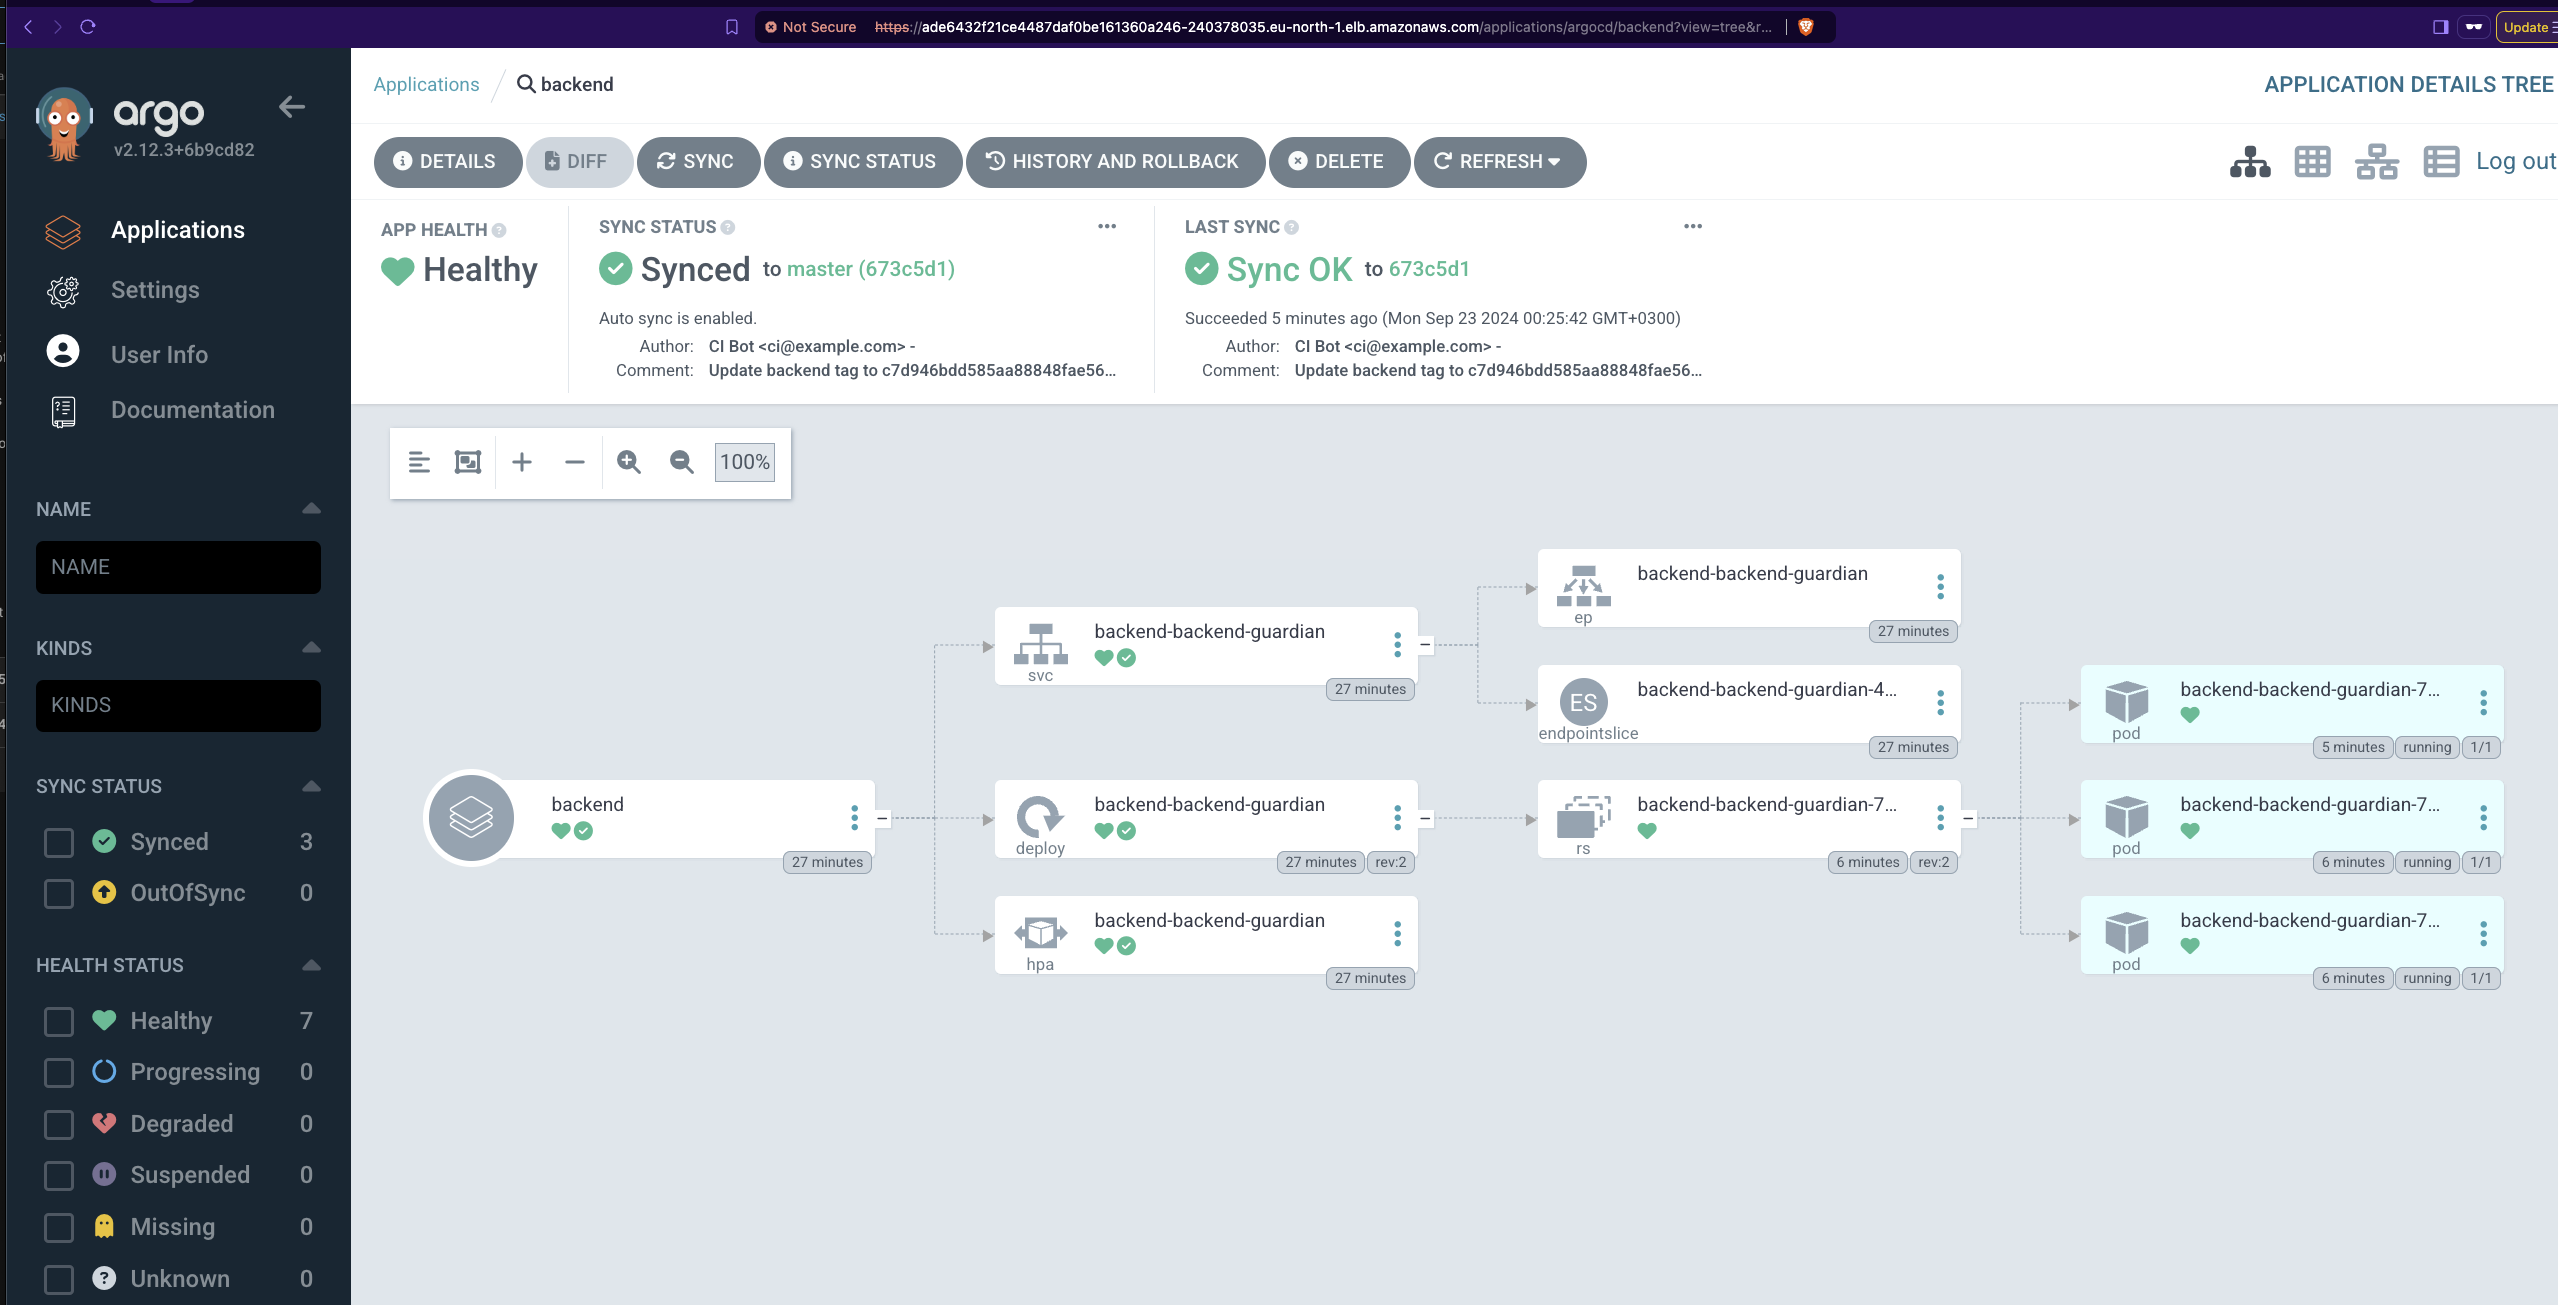 Not Secure https://ade6432f21ce4487daf0be161360a246-240378035.eu-north-1.elb.amazonaws.com/applications/argocd/backend?view=tree&r...
Update
argo
v2.12.3+6b9cd82
Applications
Settings
User Info
Documentation
NAME
NAME
KINDS
KINDS
SYNC STATUS
Synced 3
OutOfSync 0
HEALTH STATUS
Healthy 7
Progressing 0
Degraded 0
Suspended 0
Missing 0
Unknown 0
Applications / backend
APPLICATION DETAILS TREE
DETAILS DIFF SYNC SYNC STATUS HISTORY AND ROLLBACK DELETE REFRESH
Log out
APP HEALTH
Healthy
SYNC STATUS
Synced to master (673c5d1)
Auto sync is enabled.
Author: CI Bot <ci@example.com> -
Comment: Update backend tag to c7d946bdd585aa88848fae56...
LAST SYNC
Sync OK to 673c5d1
Succeeded 5 minutes ago (Mon Sep 23 2024 00:25:42 GMT+0300)
Author: CI Bot <ci@example.com> -
Comment: Update backend tag to c7d946bdd585aa88848fae56...
100%
backend
27 minutes
backend-backend-guardian
svc
27 minutes
backend-backend-guardian
deploy
27 minutes rev:2
backend-backend-guardian
hpa
27 minutes
backend-backend-guardian
ep
27 minutes
ES
backend-backend-guardian-4...
endpointslice
27 minutes
backend-backend-guardian-7...
rs
6 minutes rev:2
backend-backend-guardian-7...
pod
5 minutes running 1/1
backend-backend-guardian-7...
pod
6 minutes running 1/1
backend-backend-guardian-7...
pod
6 minutes running 1/1